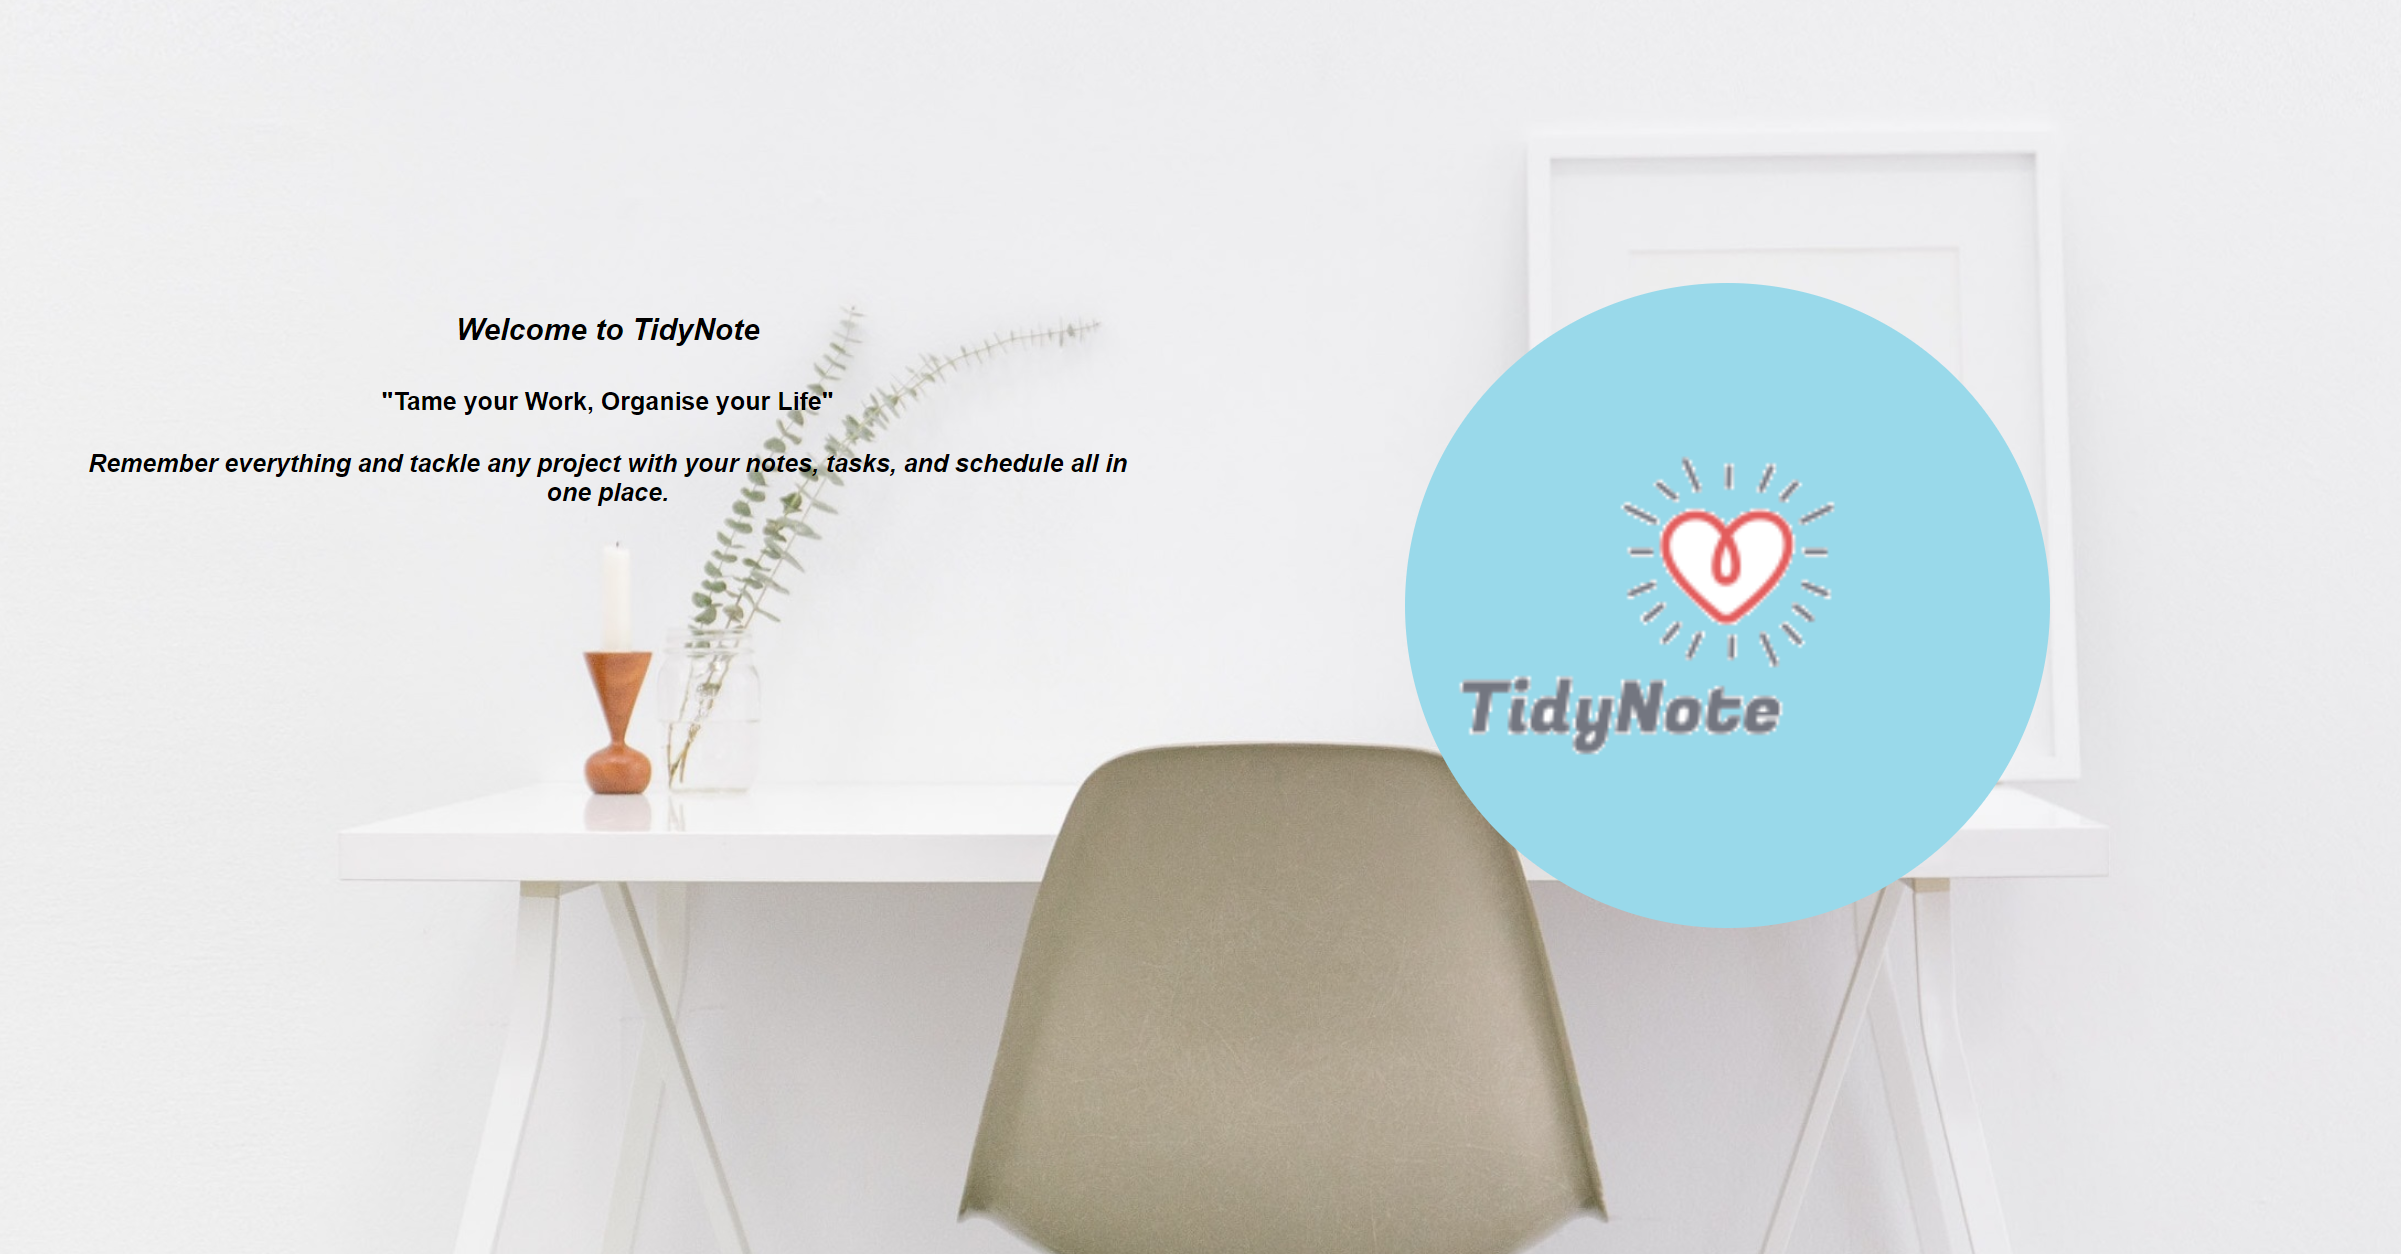 Welcome to TidyNote
"Tame your Work, Organise your Life"
Remember everything and tackle any project with your notes, tasks, and schedule all in
one place.
TidyNote